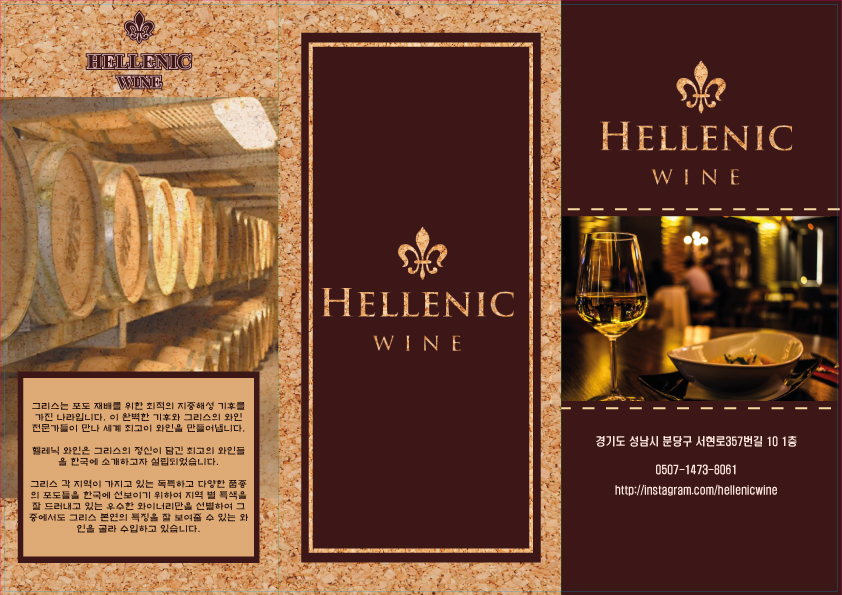 HELLENIC
WINE
그리스는 포도 재배를 위한 최적의 지중해성 기후를
가진 나라입니다. 이 완벽한 기후와 그리스의 와인
전문가들이 만나 세계 최고의 와인을 만들어냅니다.
헬레닉 와인은 그리스의 정신이 담긴 최고의 와인들
을 한국에 소개하고자 설립되었습니다.
그리스 각 지역이 가지고 있는 독특하고 다양한 품종
의 포도들을 한국에 선보이기 위하여 지역 별 특색을
잘 드러내고 있는 우수한 와이너리만을 선별하여 그
중에서도 그리스 본연의 특징을 잘 보여줄 수 있는 와
인을 골라 수입하고 있습니다.
HELLENIC
WINE
HELLENIC
WINE
경기도 성남시 분당구 서현로357번길 10 1층
0507-1473-8061
http://instagram.com/hellenicwine